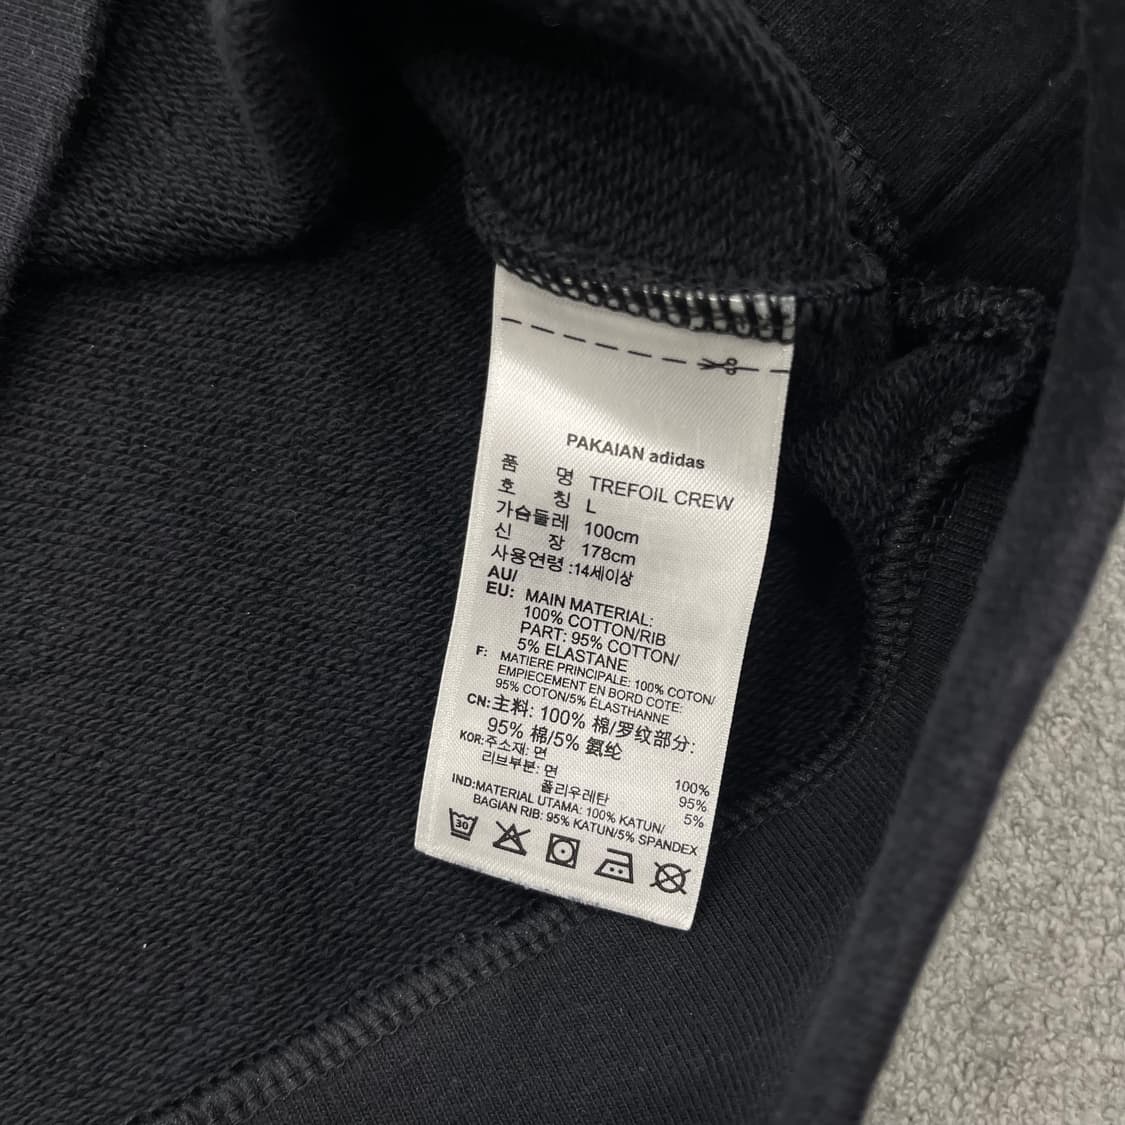 PAKAIAN adidas
품 명 TREFOIL CREW
호 칭 L
가슴둘레 100cm
신 장 178cm
사용연령 :14세이상
AU/
EU: MAIN MATERIAL:
100% COTTON/RIB
PART: 95% COTTON/
5% ELASTANE
F: MATIERE PRINCIPALE: 100% COTON/
EMPIECEMENT EN BORD COTE:
95% COTON/5% ÉLASTHANNE
CN:主料: 100% 棉/罗纹部分:
95% 棉/5% 氨纶
KOR:주소재: 면 100%
리브부분: 면 95%
폴리우레탄 5%
IND:MATERIAL UTAMA: 100% KATUN/
BAGIAN RIB: 95% KATUN/5% SPANDEX
30